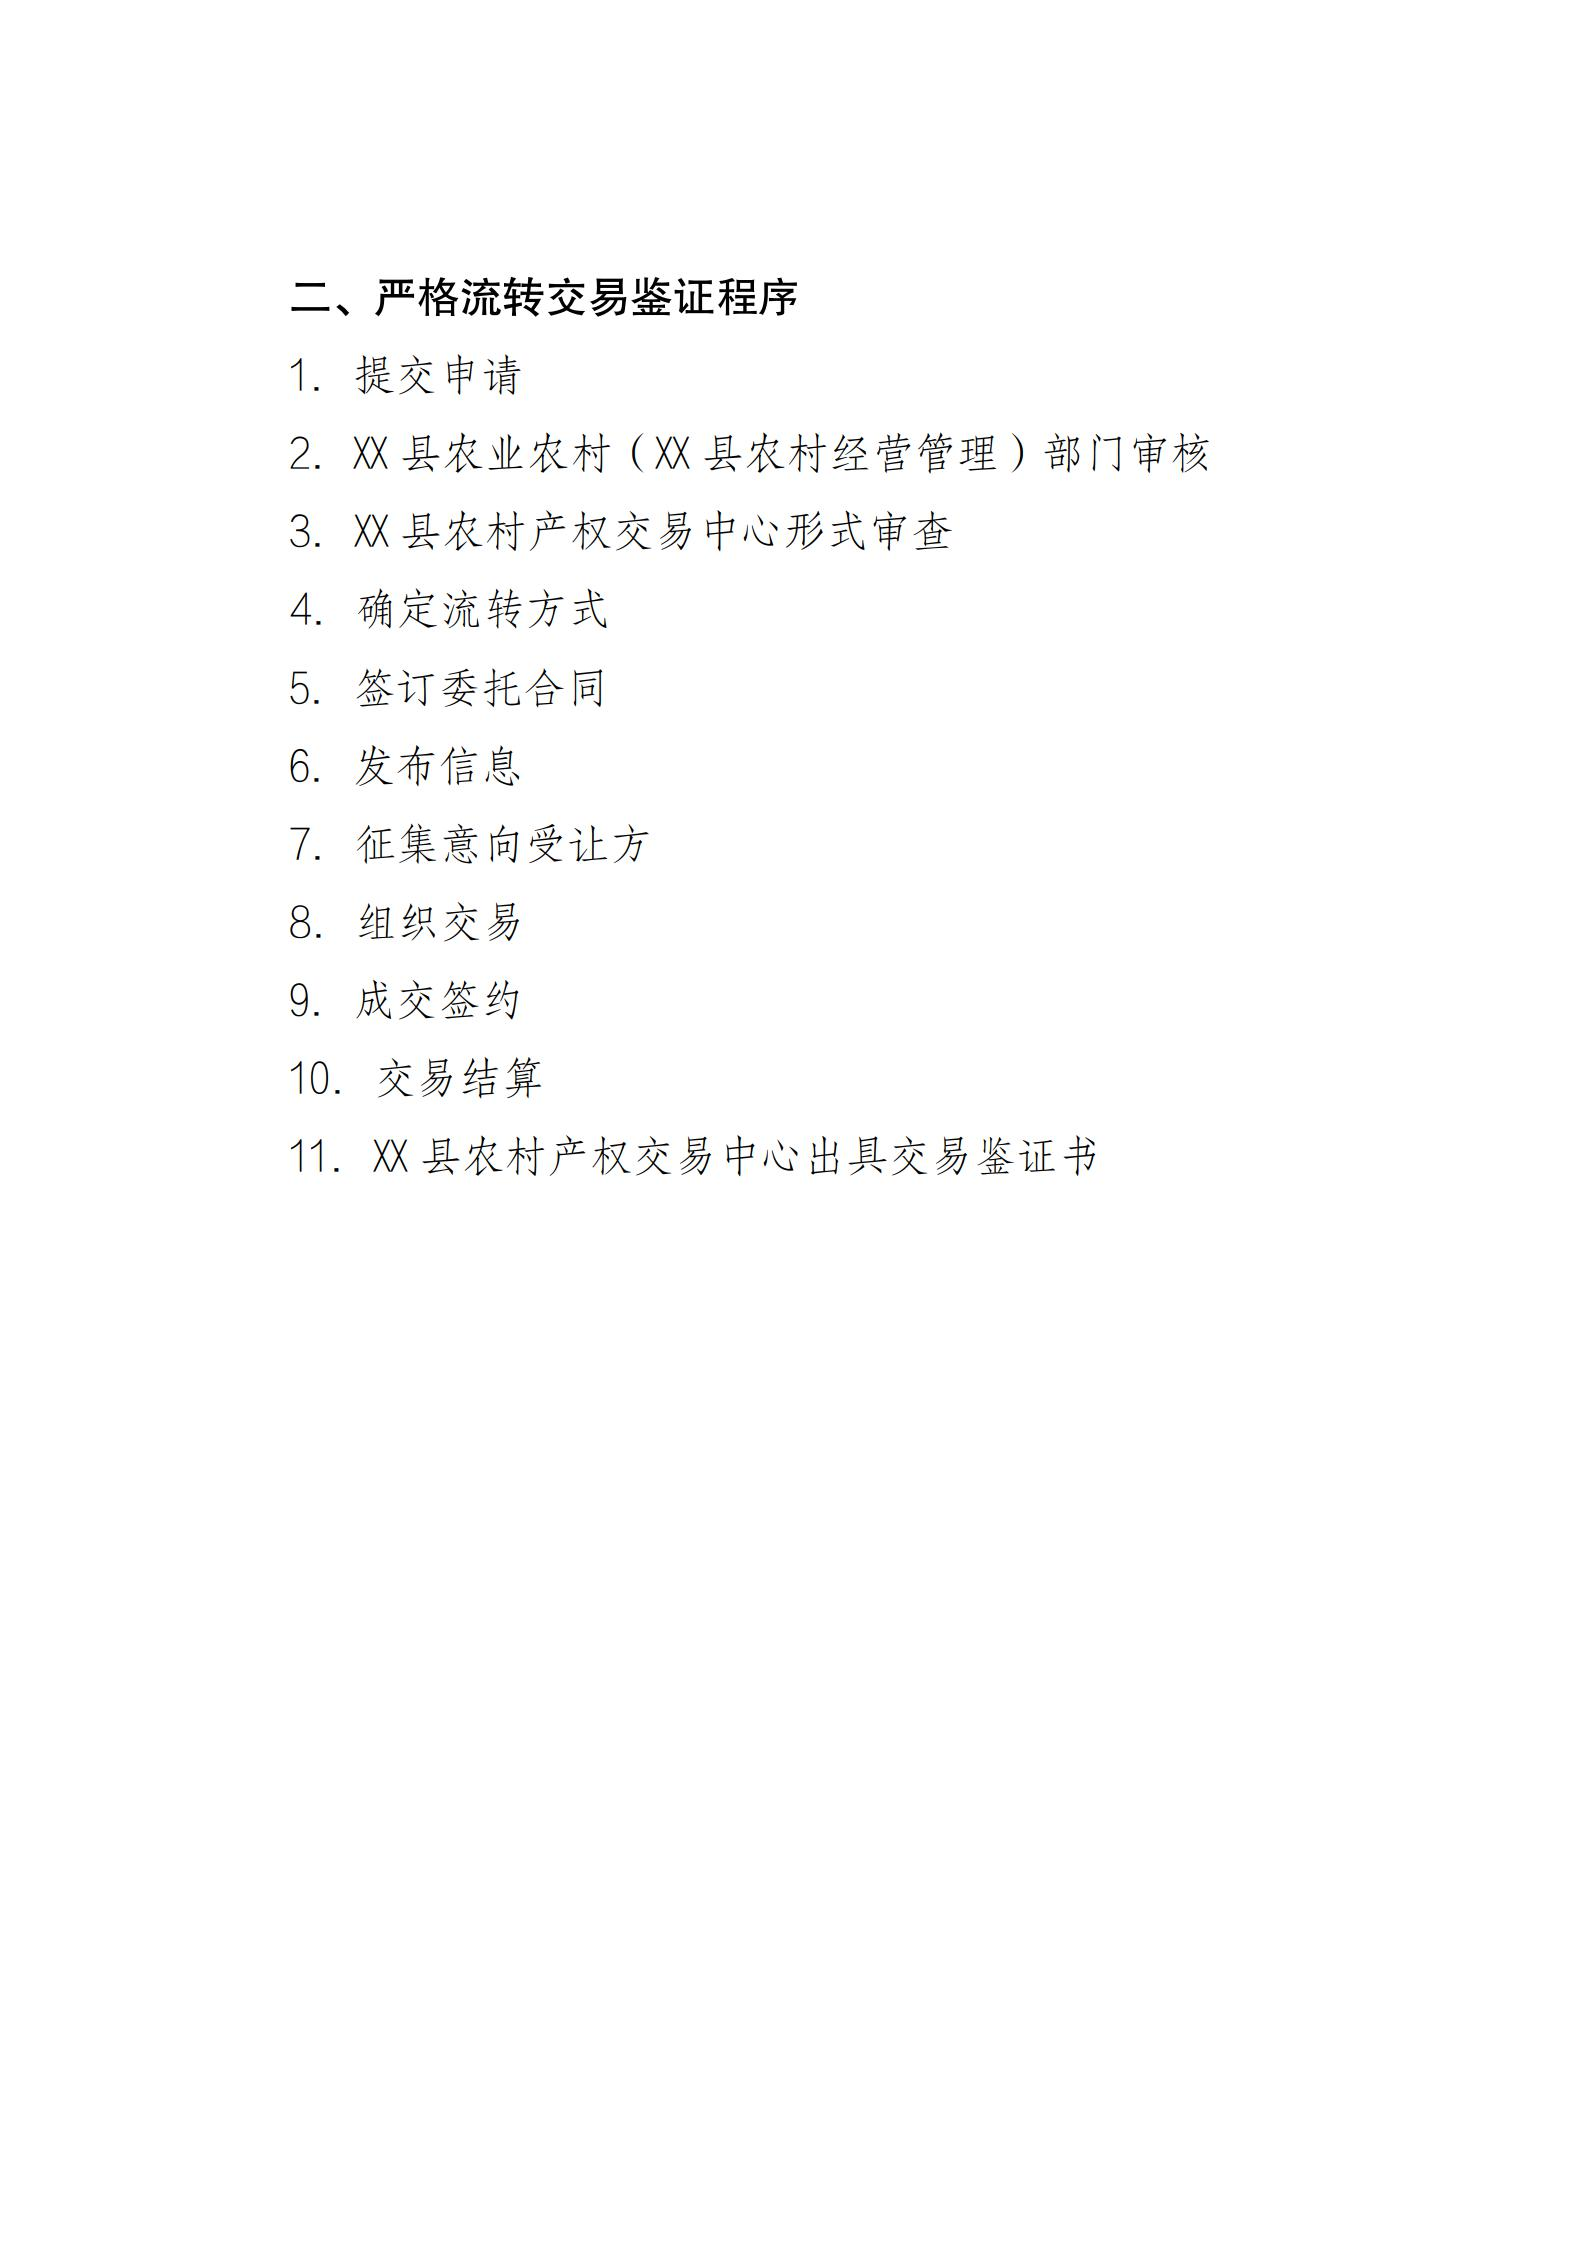 二、严格流转交易鉴证程序
1. 提交申请
2. XX 县农业农村（XX 县农村经营管理）部门审核
3. XX 县农村产权交易中心形式审查
4. 确定流转方式
5. 签订委托合同
6. 发布信息
7. 征集意向受让方
8. 组织交易
9. 成交签约
10. 交易结算
11. XX 县农村产权交易中心出具交易鉴证书